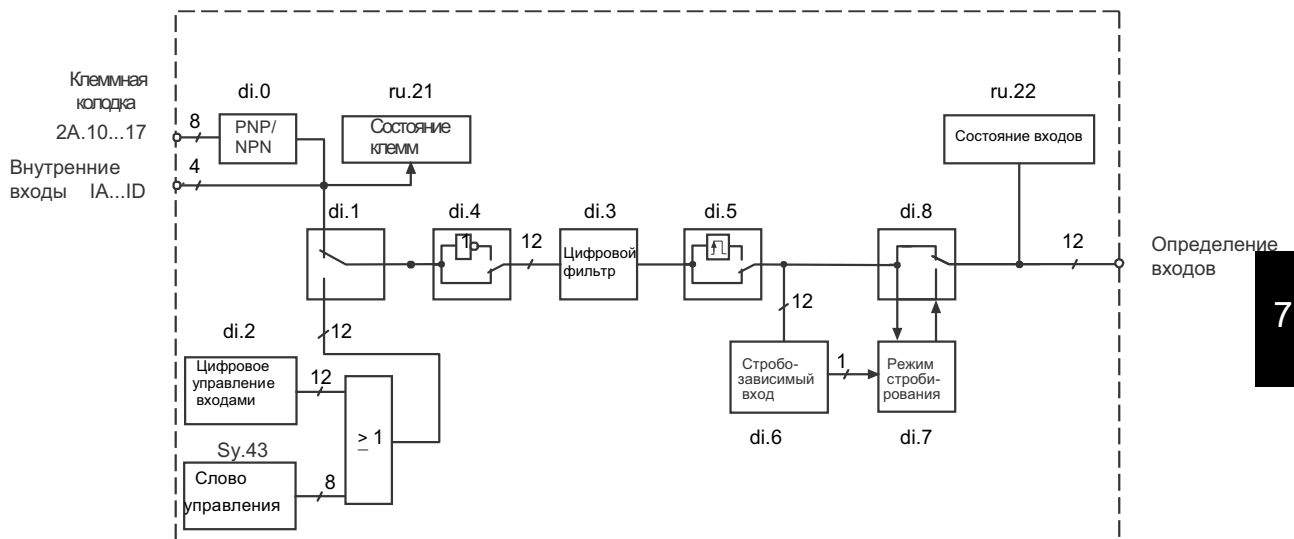 Клеммная
колодка
2A.10...17
Внутренние
входы IA...ID
8
4
di.0
PNP/
NPN
ru.21
Состояние
клемм
ru.22
Состояние входов
di.1
di.4
1
12
di.3
Цифровой
фильтр
di.5
di.8
12
Определение
входов
7
12
di.2
Цифровое
управление
входами
12
≥ 1
Sy.43
Слово
управления
8
12
Стробо-
зависимый
вход
di.6
1
Режим
строби-
рования
di.7